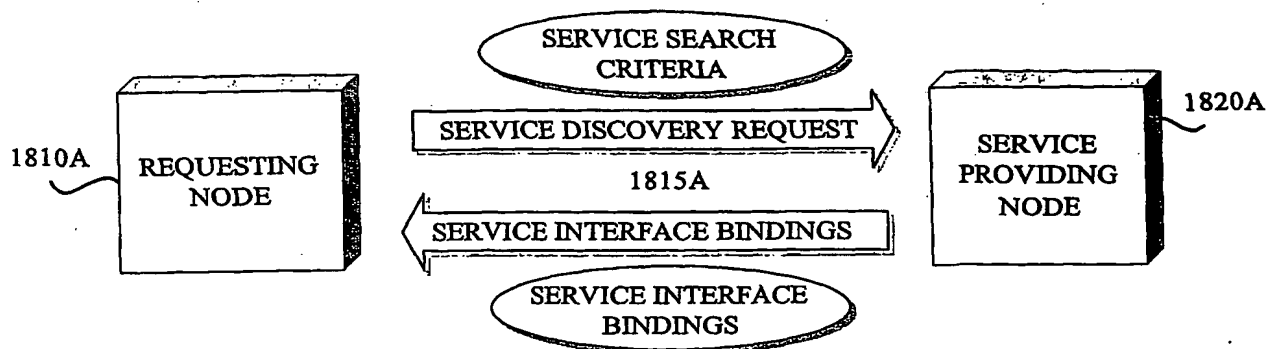 SERVICE SEARCH
CRITERIA
SERVICE DISCOVERY REQUEST
1820A
1810A
REQUESTING
NODE
1815A
SERVICE
PROVIDING
NODE
SERVICE INTERFACE BINDINGS
SERVICE INTERFACE
BINDINGS